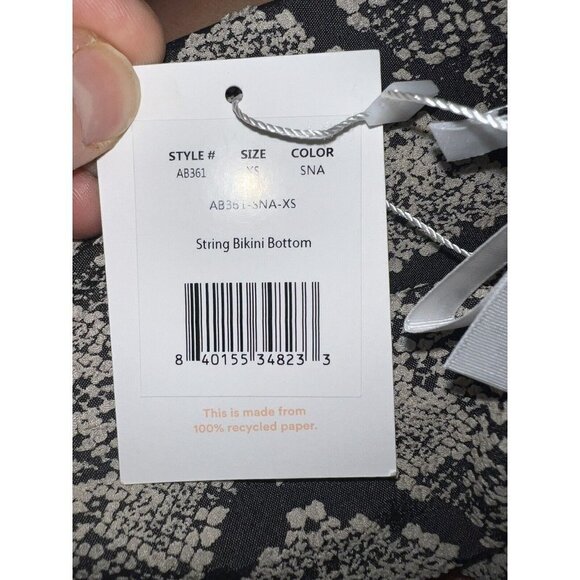 STYLE # SIZE COLOR
AB361 XS SNA
AB361-SNA-XS
String Bikini Bottom
8 40155 34823 3
This is made from
100% recycled paper.